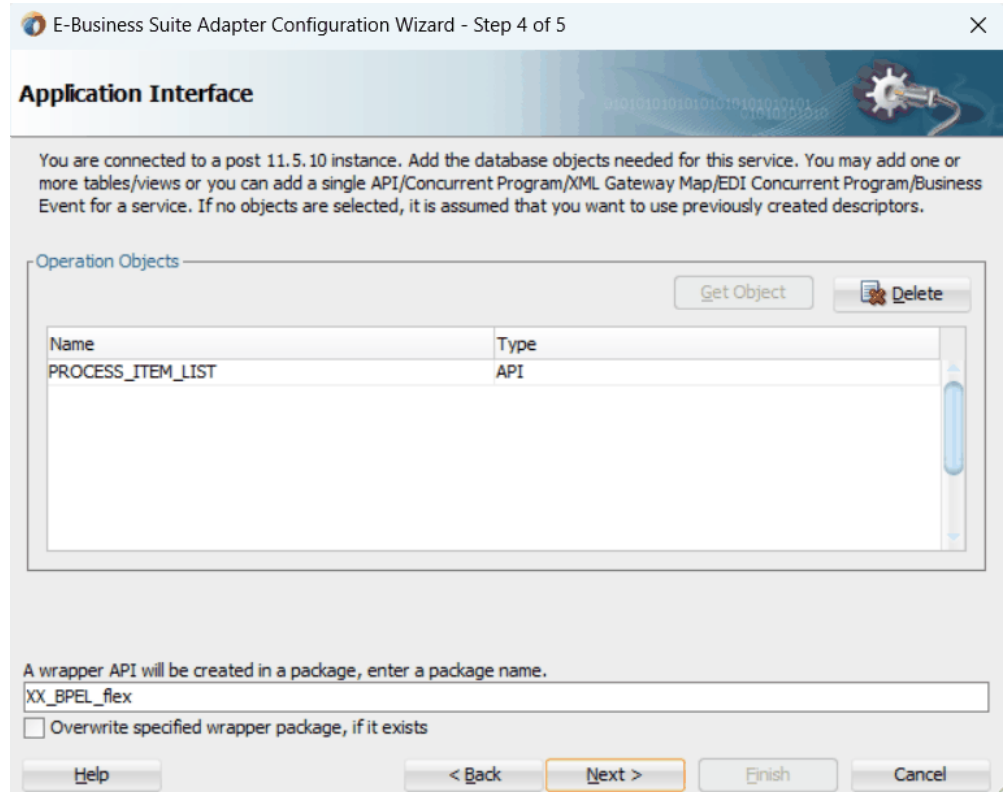 E-Business Suite Adapter Configuration Wizard - Step 4 of 5
Application Interface
You are connected to a post 11.5.10 instance. Add the database objects needed for this service. You may add one or
more tables/views or you can add a single API/Concurrent Program/XML Gateway Map/EDI Concurrent Program/Business
Event for a service. If no objects are selected, it is assumed that you want to use previously created descriptors.
Operation Objects
Get Object Delete
Name Type
PROCESS_ITEM_LIST API
A wrapper API will be created in a package, enter a package name.
XX_BPEL_flex
Overwrite specified wrapper package, if it exists
Help < Back Next > Finish Cancel